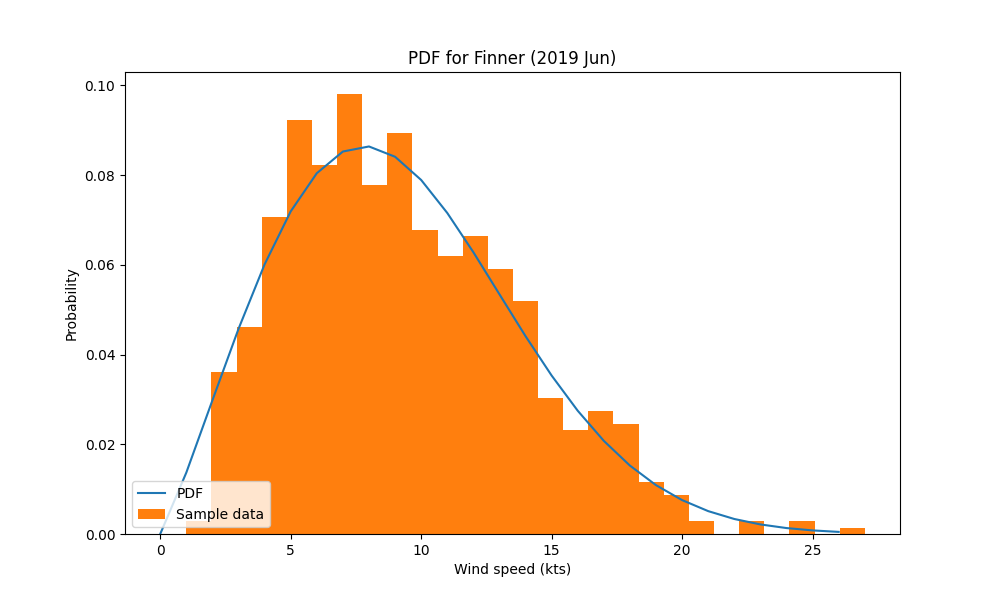 PDF for Finner (2019 Jun)
Probability
0.10
0.08
0.06
0.04
0.02
0.00
PDF
Sample data
0 5 10 15 20 25
Wind speed (kts)